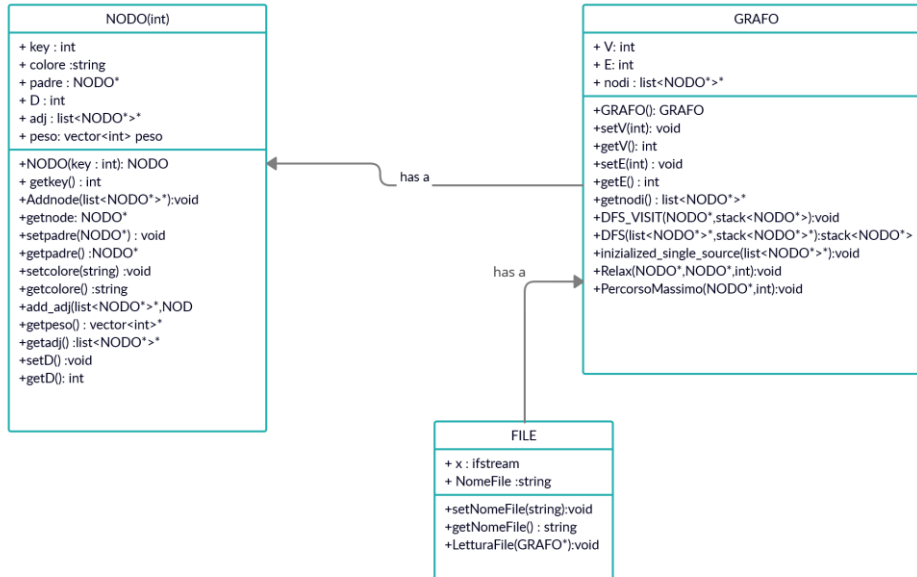 NODO(int)
+ key : int
+ colore :string
+ padre : NODO*
+ D : int
+ adj : list<NODO*>*
+ peso: vector<int> peso
+NODO(key : int): NODO
+ getkey() : int
+Addnode(list<NODO*>*):void
+getnode: NODO*
+setpadre(NODO*) : void
+getpadre() :NODO*
+setcolore(string) :void
+getcolore() :string
+add_adj(list<NODO*>*,NOD
+getpeso() : vector<int>*
+getadj() :list<NODO*>*
+setD() :void
+getD(): int
has a
GRAFO
+ V: int
+ E: int
+ nodi : list<NODO*>*
+GRAFO(): GRAFO
+setV(int): void
+getV(): int
+setE(int) : void
+getE() : int
+getnodi() : list<NODO*>*
+DFS_VISIT(NODO*,stack<NODO*>):void
+DFS(list<NODO*>*,stack<NODO*>*):stack<NODO*>
+inizialized_single_source(list<NODO*>*):void
+Relax(NODO*,NODO*,int):void
+PercorsoMassimo(NODO*,int):void
has a
FILE
+ x : ifstream
+ NomeFile :string
+setNomeFile(string):void
+getNomeFile() : string
+LetturaFile(GRAFO*):void